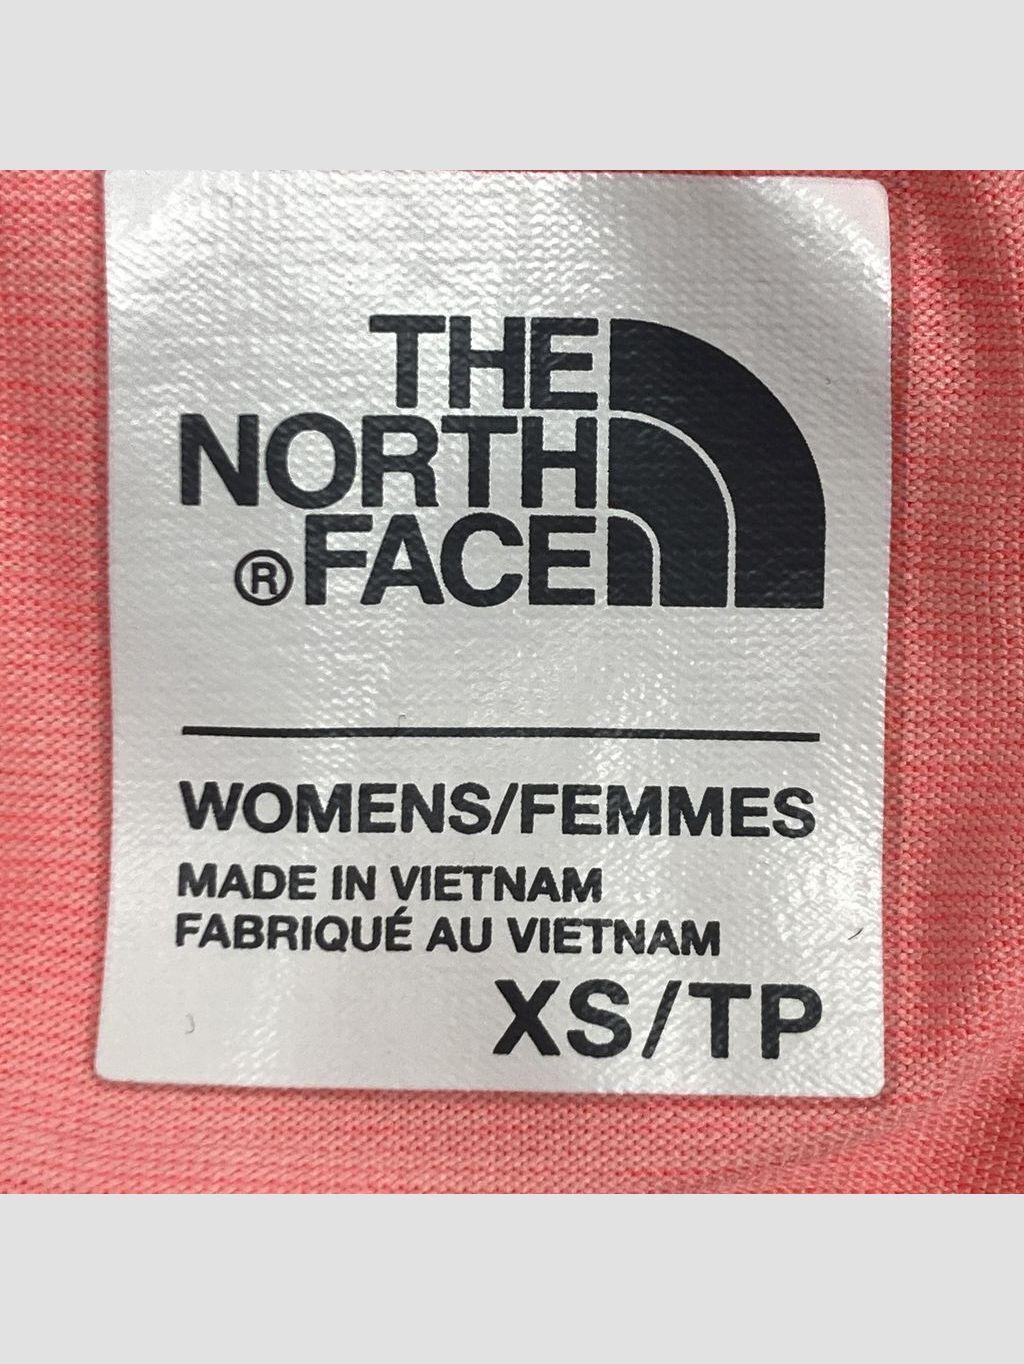 THE
NORTH
® FACE
WOMENS/FEMMES
MADE IN VIETNAM
FABRIQUÉ AU VIETNAM
XS/TP